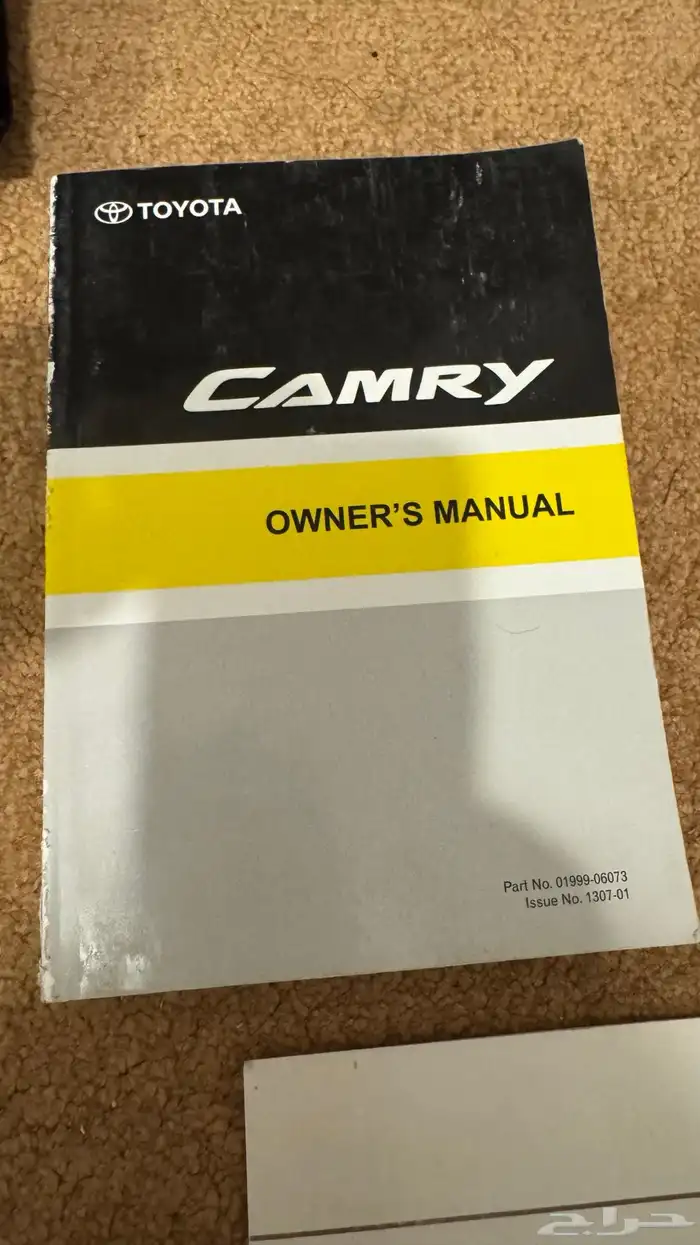 TOYOTA
CAMRY
OWNER'S MANUAL
Part No. 01999-06073
Issue No. 1307-01
حراج